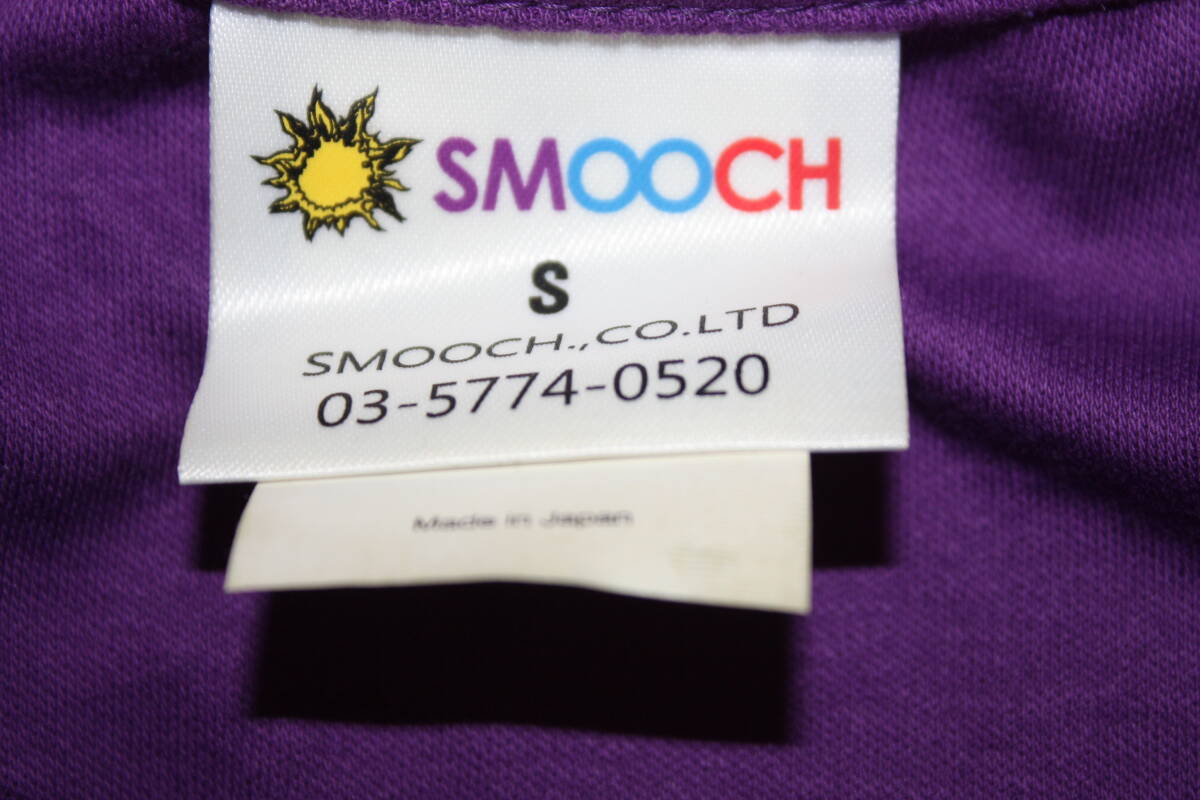 SMOOCH
S
SMOOCH.,CO.LTD
03-5774-0520
Made in Japan